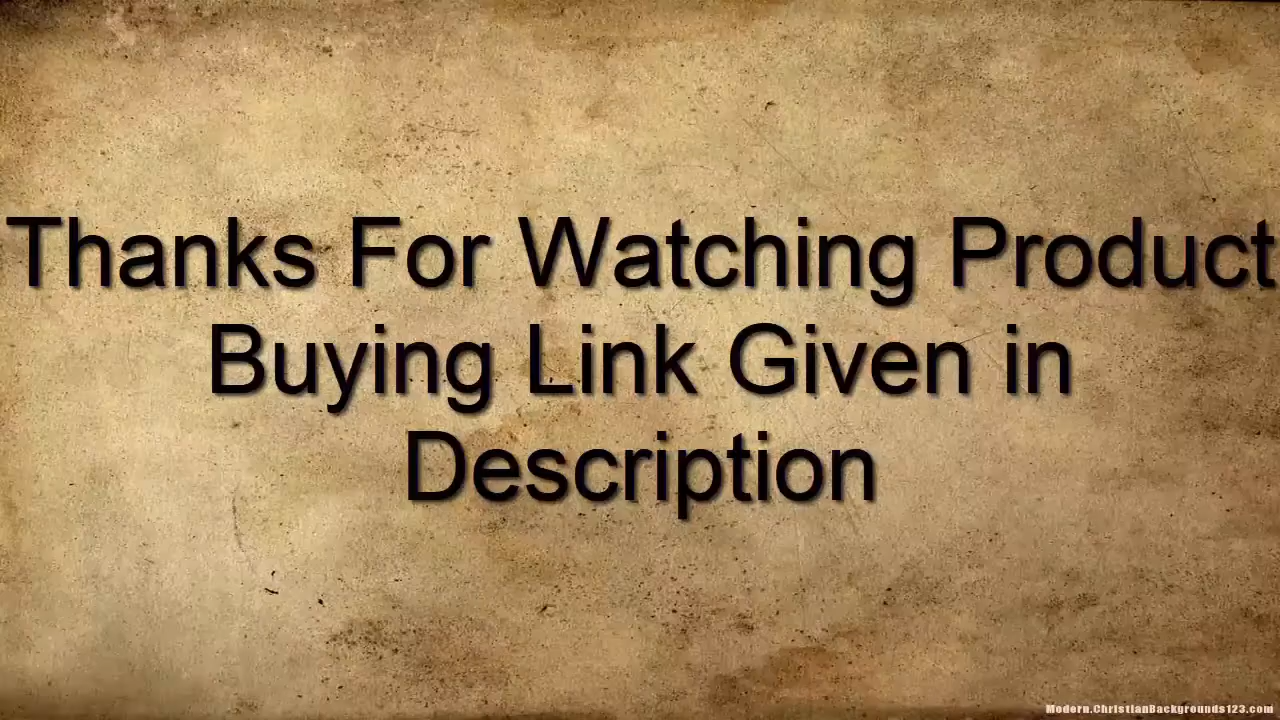 Thanks For Watching Product
Buying Link Given in
Description
Modern.ChristianBackgrounds123.com